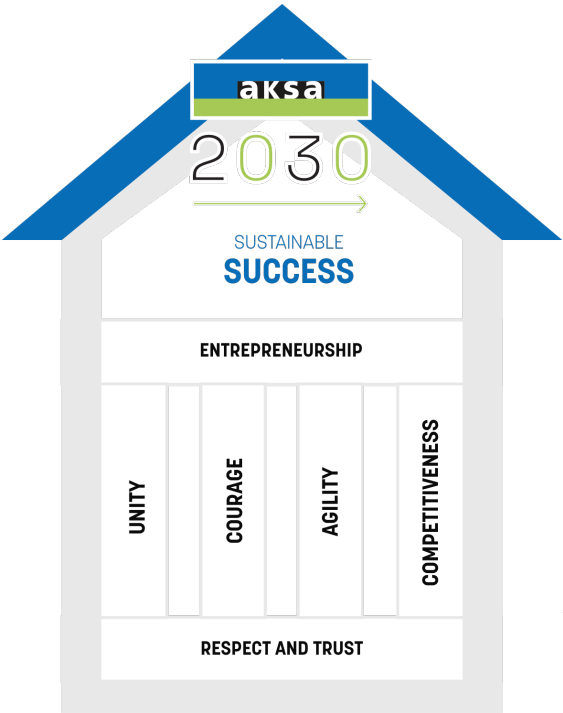 aksa
2030
SUSTAINABLE
SUCCESS
ENTREPRENEURSHIP
UNITY
COURAGE
AGILITY
COMPETITIVENESS
RESPECT AND TRUST